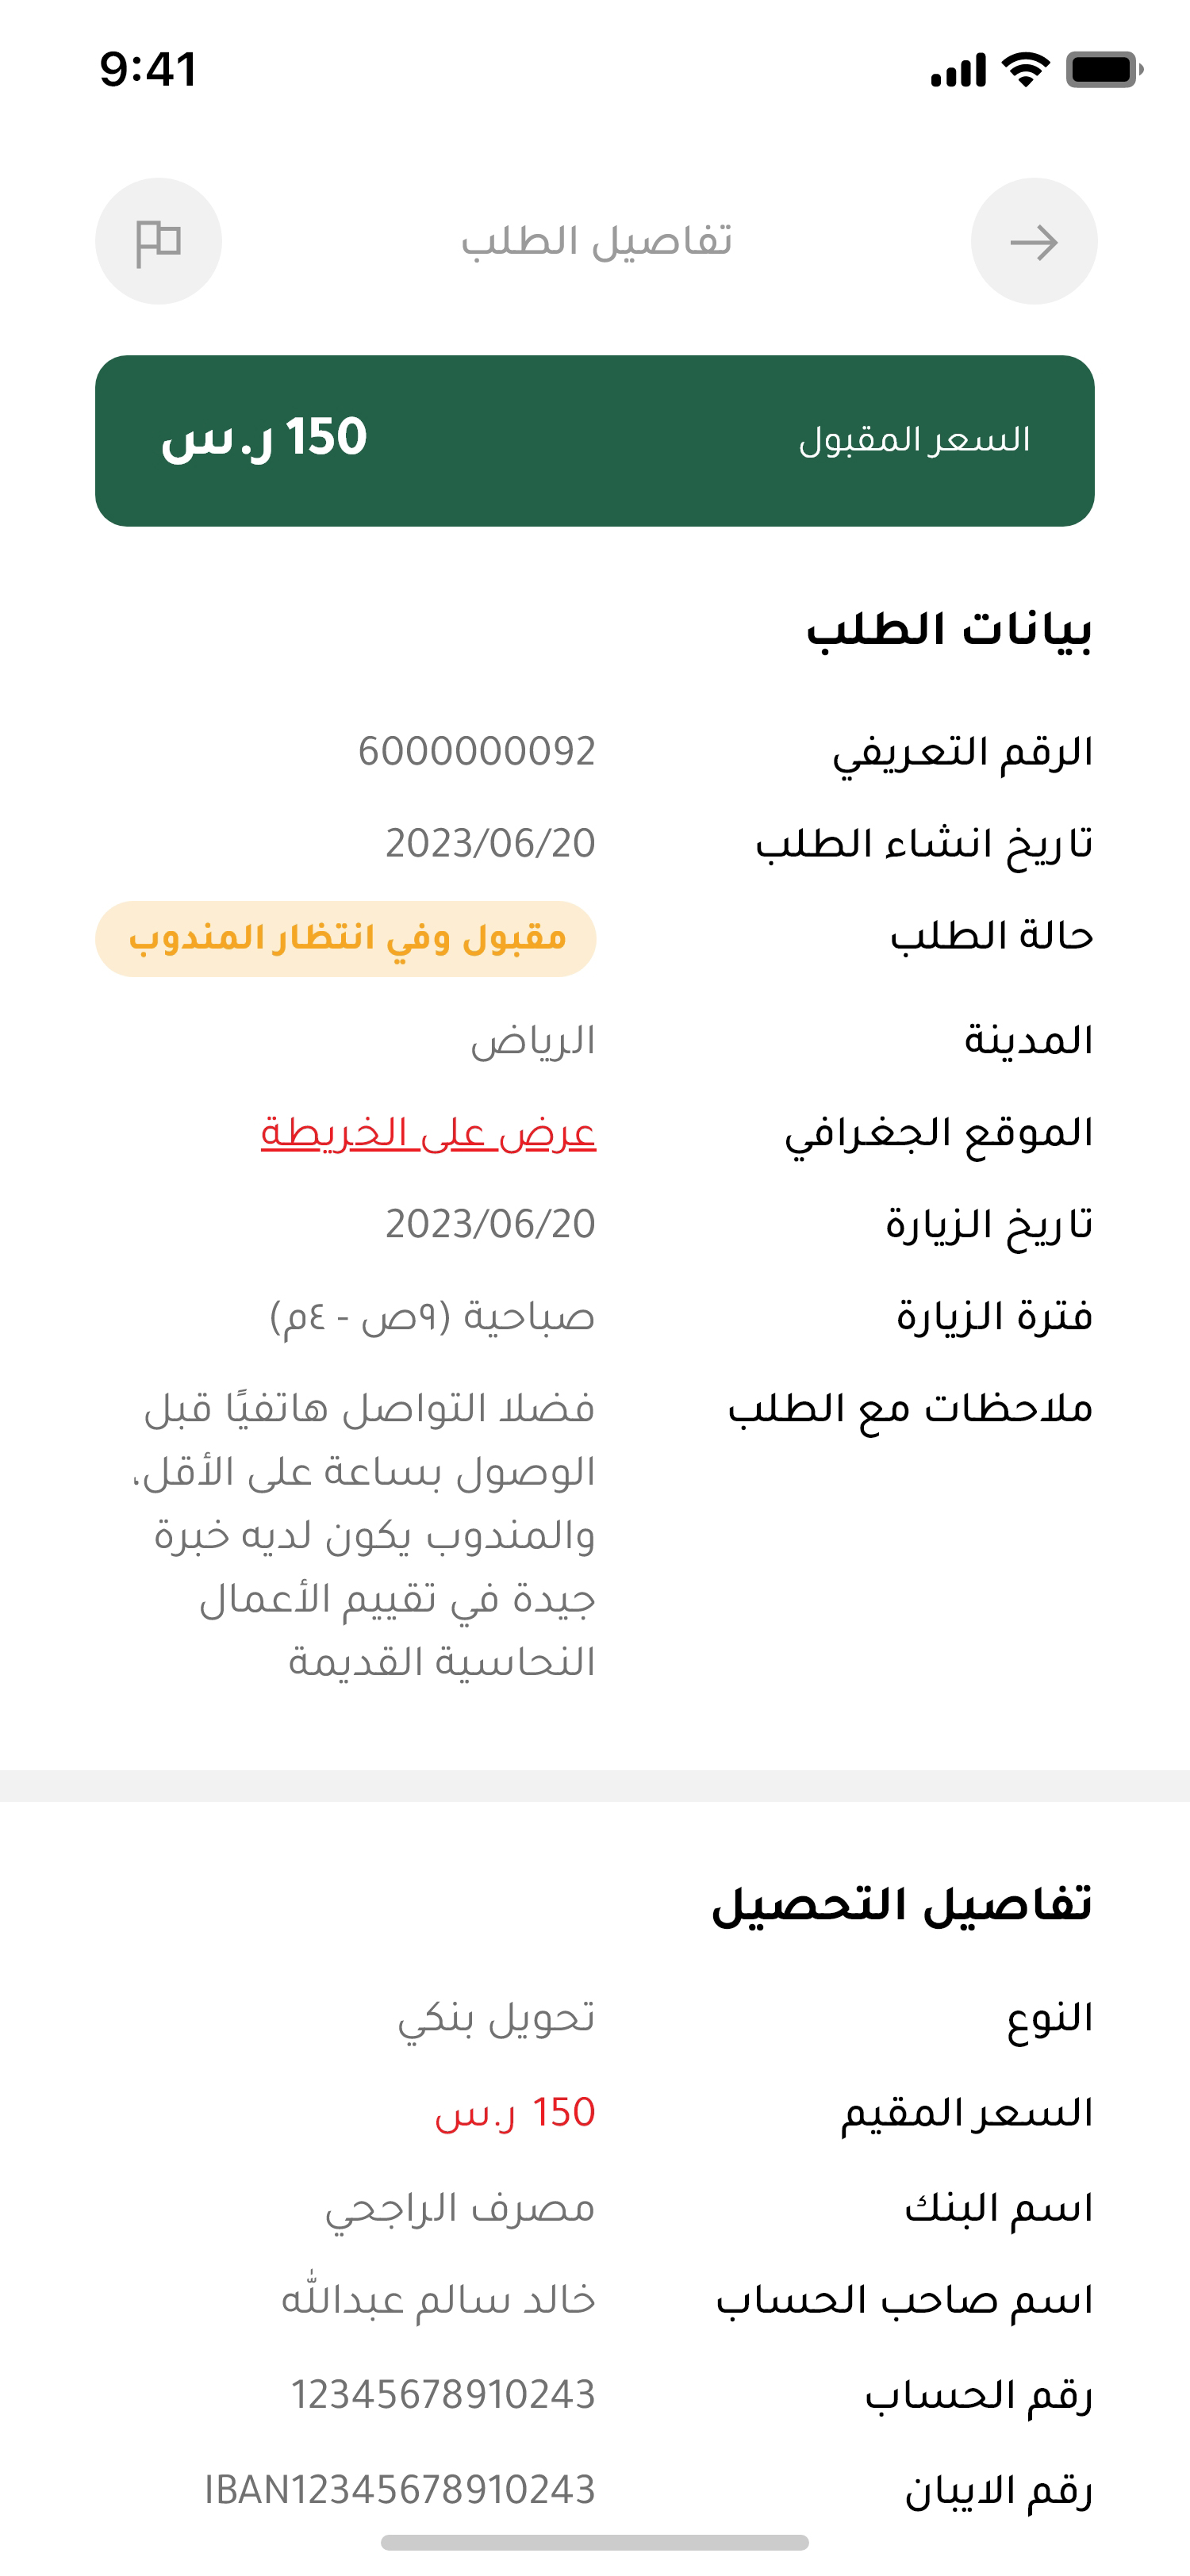 9:41
تفاصيل الطلب
السعر المقبول 150 ر.س
بيانات الطلب
الرقم التعريفي 6000000092
تاريخ انشاء الطلب 2023/06/20
حالة الطلب مقبول وفي انتظار المندوب
المدينة الرياض
الموقع الجغرافي عرض على الخريطة
تاريخ الزيارة 2023/06/20
فترة الزيارة صباحية (٩ص - ٤م)
ملاحظات مع الطلب فضلا التواصل هاتفيًا قبل
الوصول بساعة على الأقل،
والمندوب يكون لديه خبرة
جيدة في تقييم الأعمال
النحاسية القديمة
تفاصيل التحصيل
النوع تحويل بنكي
السعر المقيم 150 ر.س
اسم البنك مصرف الراجحي
اسم صاحب الحساب خالد سالم عبدالله
رقم الحساب 12345678910243
رقم الايبان IBAN12345678910243